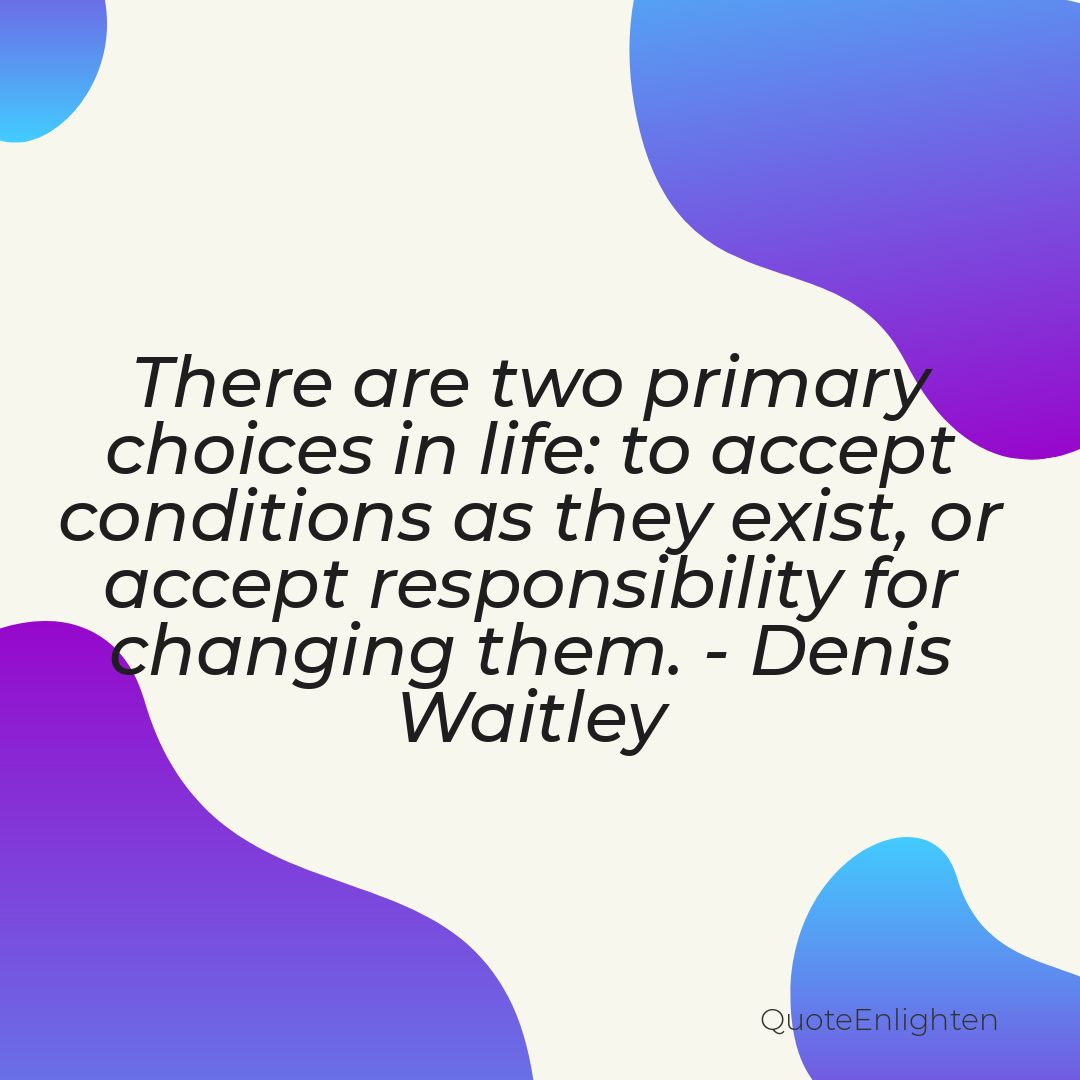 There are two primary
choices in life: to accept
conditions as they exist, or
accept responsibility for
changing them. - Denis
Waitley
QuoteEnlighten